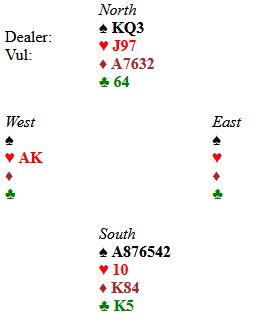 North
♠ KQ3
Dealer:
♥ J97
Vul:
♦ A7632
♣ 64
West
East
♠
♠
♥ AK
♥
♦
♦
♣
♣
South
♠ A876542
♥ 10
♦ K84
♣ K5